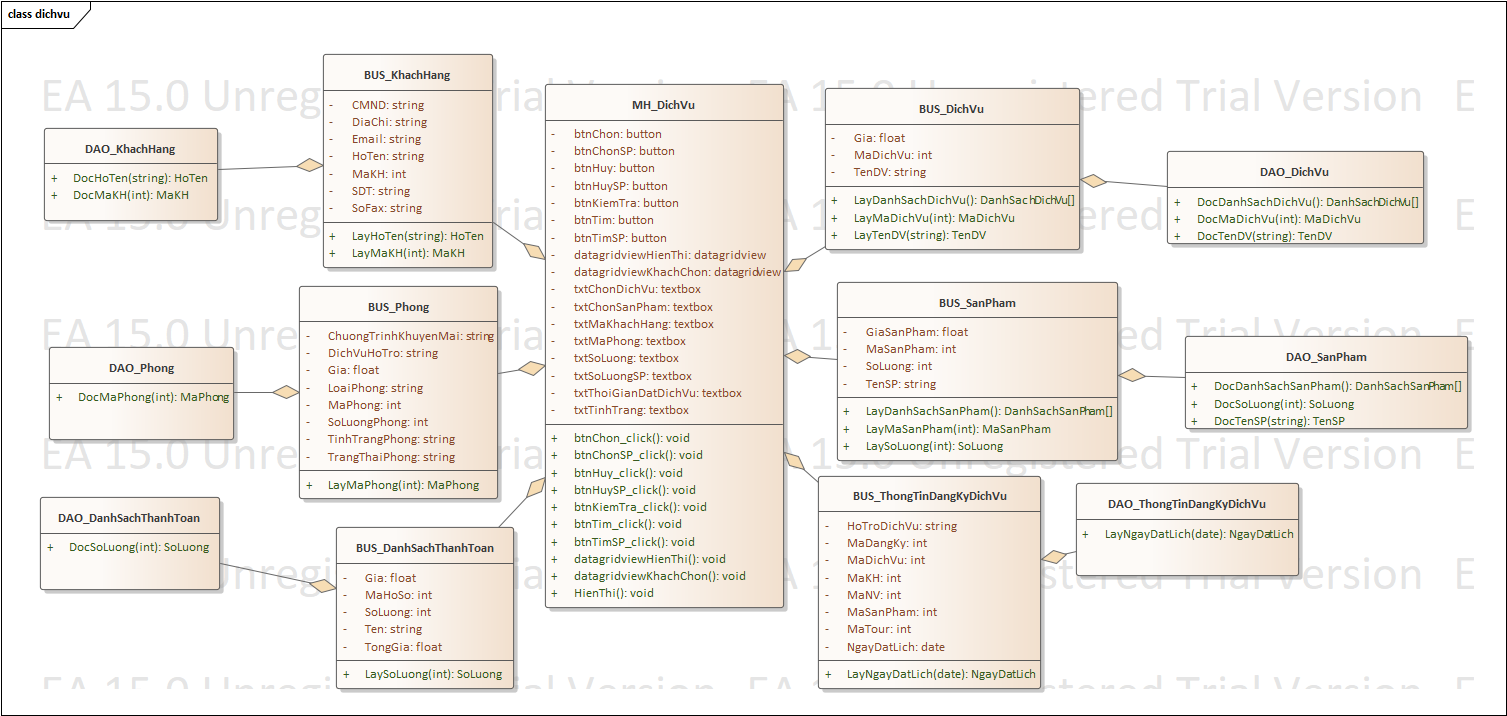 class dichvu
EA 15.0 Unregistered Trial Version
DAO_KhachHang
+ DocHoTen(string): HoTen
+ DocMaKH(int): MaKH
BUS_KhachHang
- CMND: string
- DiaChi: string
- Email: string
- HoTen: string
- MaKH: int
- SDT: string
- SoFax: string
+ LayHoTen(string): HoTen
+ LayMaKH(int): MaKH
DAO_Phong
+ DocMaPhong(int): MaPhong
BUS_Phong
- ChuongTrinhKhuyenMai: string
- DichVuHoTro: string
- Gia: float
- LoaiPhong: string
- MaPhong: int
- SoLuongPhong: int
- TinhTrangPhong: string
- TrangThaiPhong: string
+ LayMaPhong(int): MaPhong
DAO_DanhSachThanhToan
+ DocSoLuong(int): SoLuong
BUS_DanhSachThanhToan
- Gia: float
- MaHoSo: int
- SoLuong: int
- Ten: string
- TongGia: float
+ LaySoLuong(int): SoLuong
MH_DichVu
- btnChon: button
- btnChonSP: button
- btnHuy: button
- btnHuySP: button
- btnKiemTra: button
- btnTim: button
- btnTimSP: button
- datagridviewHienThi: datagridview
- datagridviewKhachChon: datagridview
- txtChonDichVu: textbox
- txtChonSanPham: textbox
- txtMaKhachHang: textbox
- txtMaPhong: textbox
- txtSoLuong: textbox
- txtSoLuongSP: textbox
- txtThoiGianDatDichVu: textbox
- txtTinhTrang: textbox
+ btnChon_click(): void
+ btnChonSP_click(): void
+ btnHuy_click(): void
+ btnHuySP_click(): void
+ btnKiemTra_click(): void
+ btnTim_click(): void
+ btnTimSP_click(): void
+ datagridviewHienThi(): void
+ datagridviewKhachChon(): void
+ HienThi(): void
BUS_DichVu
- Gia: float
- MaDichVu: int
- TenDV: string
+ LayDanhSachDichVu(): DanhSachDichVu[]
+ LayMaDichVu(int): MaDichVu
+ LayTenDV(string): TenDV
DAO_DichVu
+ DocDanhSachDichVu(): DanhSachDichVu[]
+ DocMaDichVu(int): MaDichVu
+ DocTenDV(string): TenDV
BUS_SanPham
- GiaSanPham: float
- MaSanPham: int
- SoLuong: int
- TenSP: string
+ LayDanhSachSanPham(): DanhSachSanPham[]
+ LayMaSanPham(int): MaSanPham
+ LaySoLuong(int): SoLuong
DAO_SanPham
+ DocDanhSachSanPham(): DanhSachSanPham[]
+ DocSoLuong(int): SoLuong
+ DocTenSP(string): TenSP
BUS_ThongTinDangKyDichVu
- HoTroDichVu: string
- MaDangKy: int
- MaDichVu: int
- MaKH: int
- MaNV: int
- MaSanPham: int
- MaTour: int
- NgayDatLich: date
+ LayNgayDatLich(date): NgayDatLich
DAO_ThongTinDangKyDichVu
+ LayNgayDatLich(date): NgayDatLich